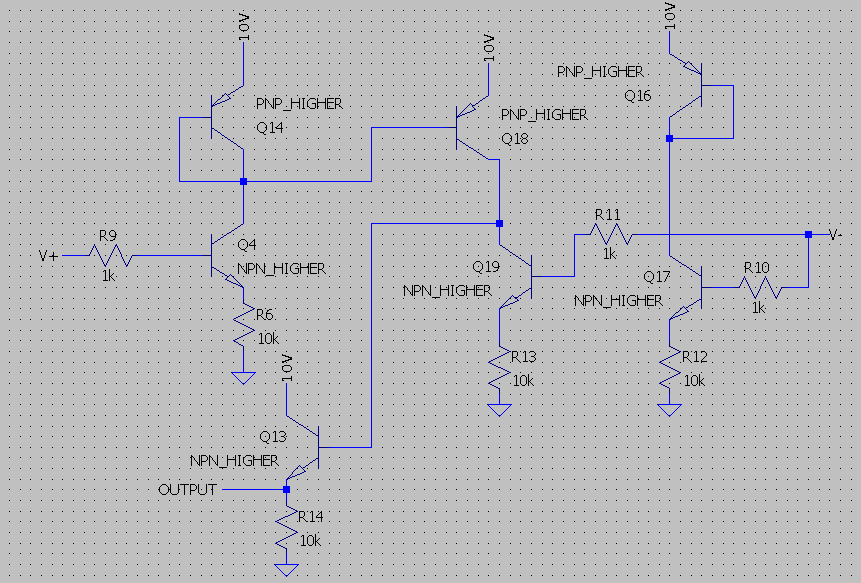 10V
PNP_HIGHER
Q14
10V
PNP_HIGHER
Q18
10V
PNP_HIGHER
Q16
V+
R9
1k
Q4
NPN_HIGHER
R6
10k
Q19
NPN_HIGHER
R11
1k
V-
Q17
NPN_HIGHER
R10
1k
R13
10k
R12
10k
10V
Q13
NPN_HIGHER
OUTPUT
R14
10k